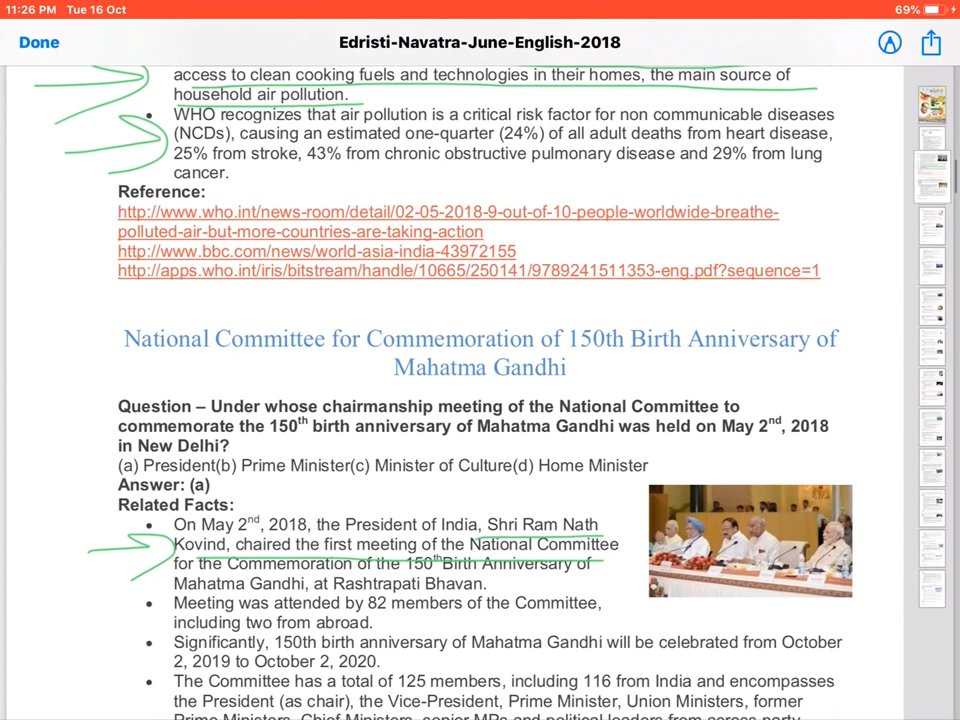 11:26 PM Tue 16 Oct
69%
Done
Edristi-Navatra-June-English-2018
access to clean cooking fuels and technologies in their homes, the main source of
household air pollution.
• WHO recognizes that air pollution is a critical risk factor for non communicable diseases
(NCDs), causing an estimated one-quarter (24%) of all adult deaths from heart disease,
25% from stroke, 43% from chronic obstructive pulmonary disease and 29% from lung
cancer.
Reference:
http://www.who.int/news-room/detail/02-05-2018-9-out-of-10-people-worldwide-breathe-
polluted-air-but-more-countries-are-taking-action
http://www.bbc.com/news/world-asia-india-43972155
http://apps.who.int/iris/bitstream/handle/10665/250141/9789241511353-eng.pdf?sequence=1
National Committee for Commemoration of 150th Birth Anniversary of
Mahatma Gandhi
Question – Under whose chairmanship meeting of the National Committee to
commemorate the 150th birth anniversary of Mahatma Gandhi was held on May 2nd, 2018
in New Delhi?
(a) President(b) Prime Minister(c) Minister of Culture(d) Home Minister
Answer: (a)
Related Facts:
• On May 2nd, 2018, the President of India, Shri Ram Nath
Kovind, chaired the first meeting of the National Committee
for the Commemoration of the 150th Birth Anniversary of
Mahatma Gandhi, at Rashtrapati Bhavan.
• Meeting was attended by 82 members of the Committee,
including two from abroad.
• Significantly, 150th birth anniversary of Mahatma Gandhi will be celebrated from October
2, 2019 to October 2, 2020.
• The Committee has a total of 125 members, including 116 from India and encompasses
the President (as chair), the Vice-President, Prime Minister, Union Ministers, former
Prime Ministers, Chief Ministers, senior MPs and political leaders from across party